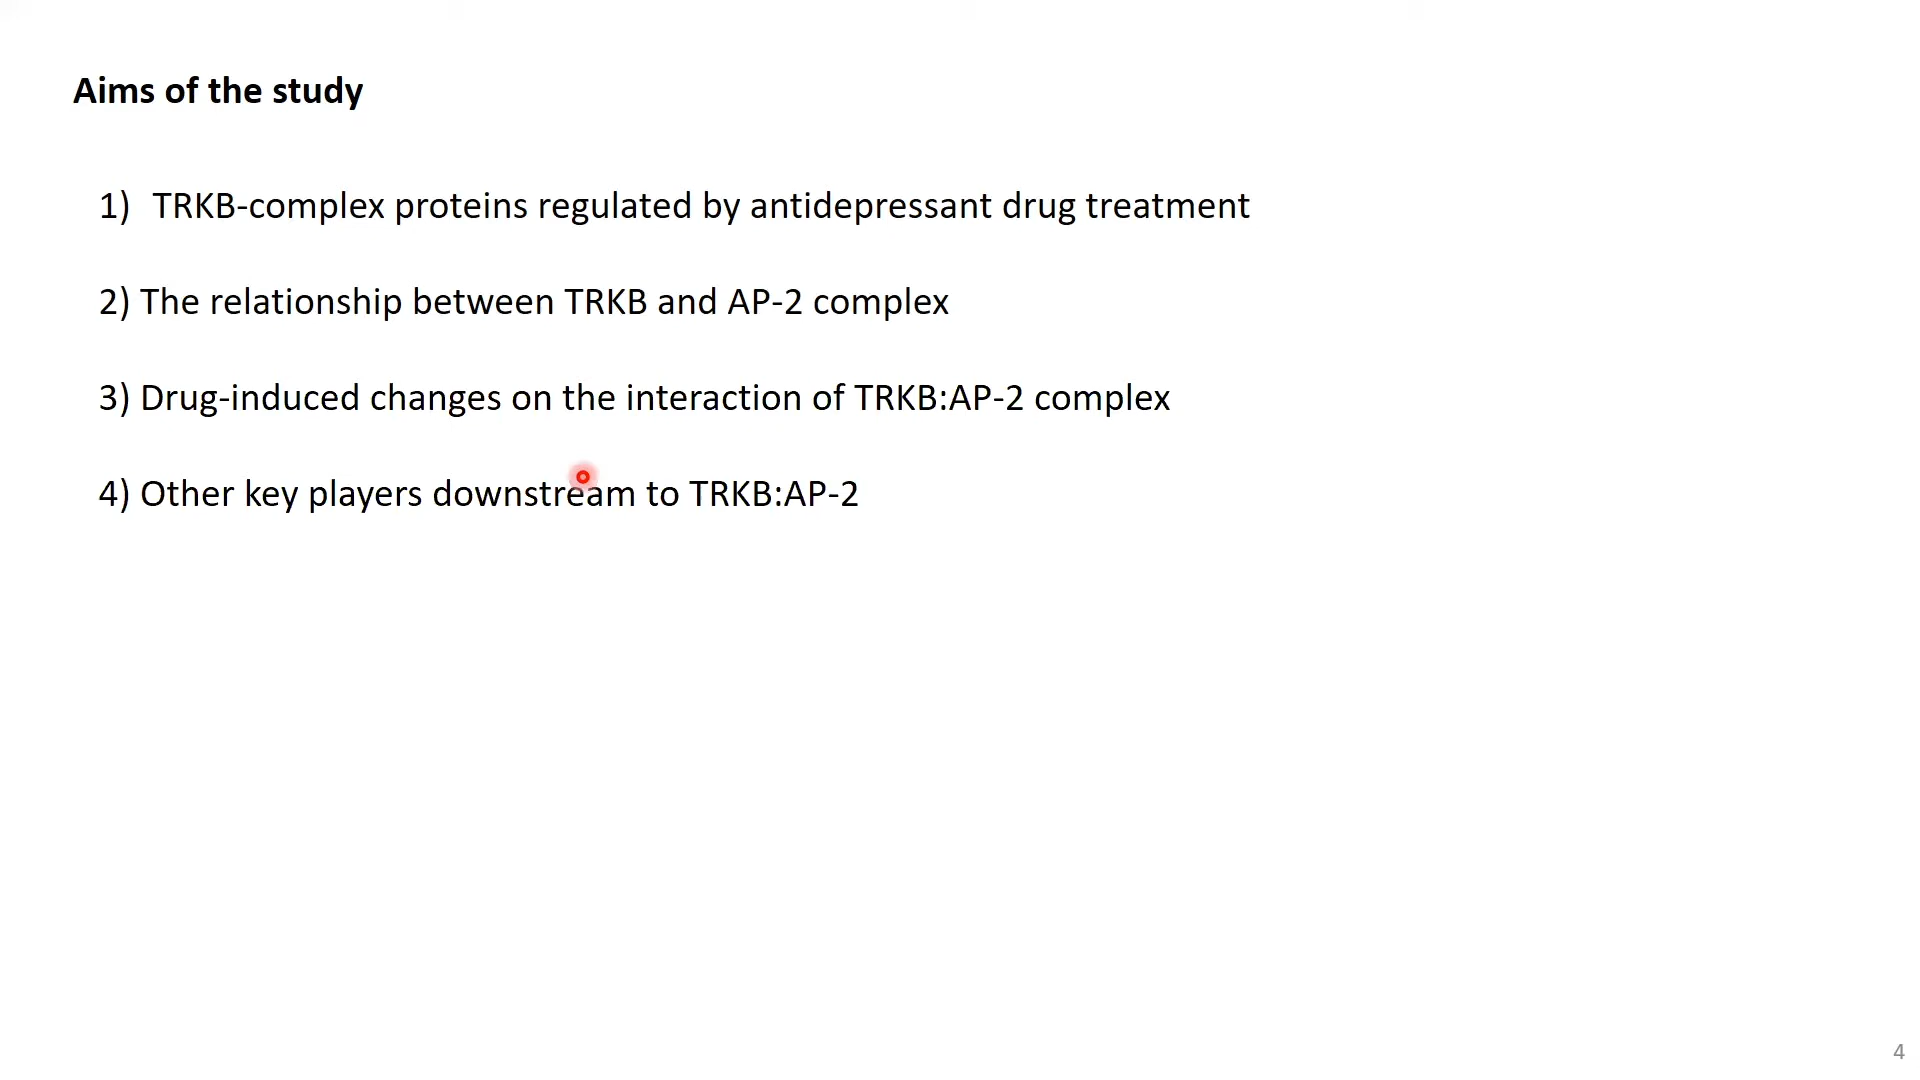 Aims of the study
1) TRKB-complex proteins regulated by antidepressant drug treatment
2) The relationship between TRKB and AP-2 complex
3) Drug-induced changes on the interaction of TRKB:AP-2 complex
4) Other key players downstream to TRKB:AP-2
4